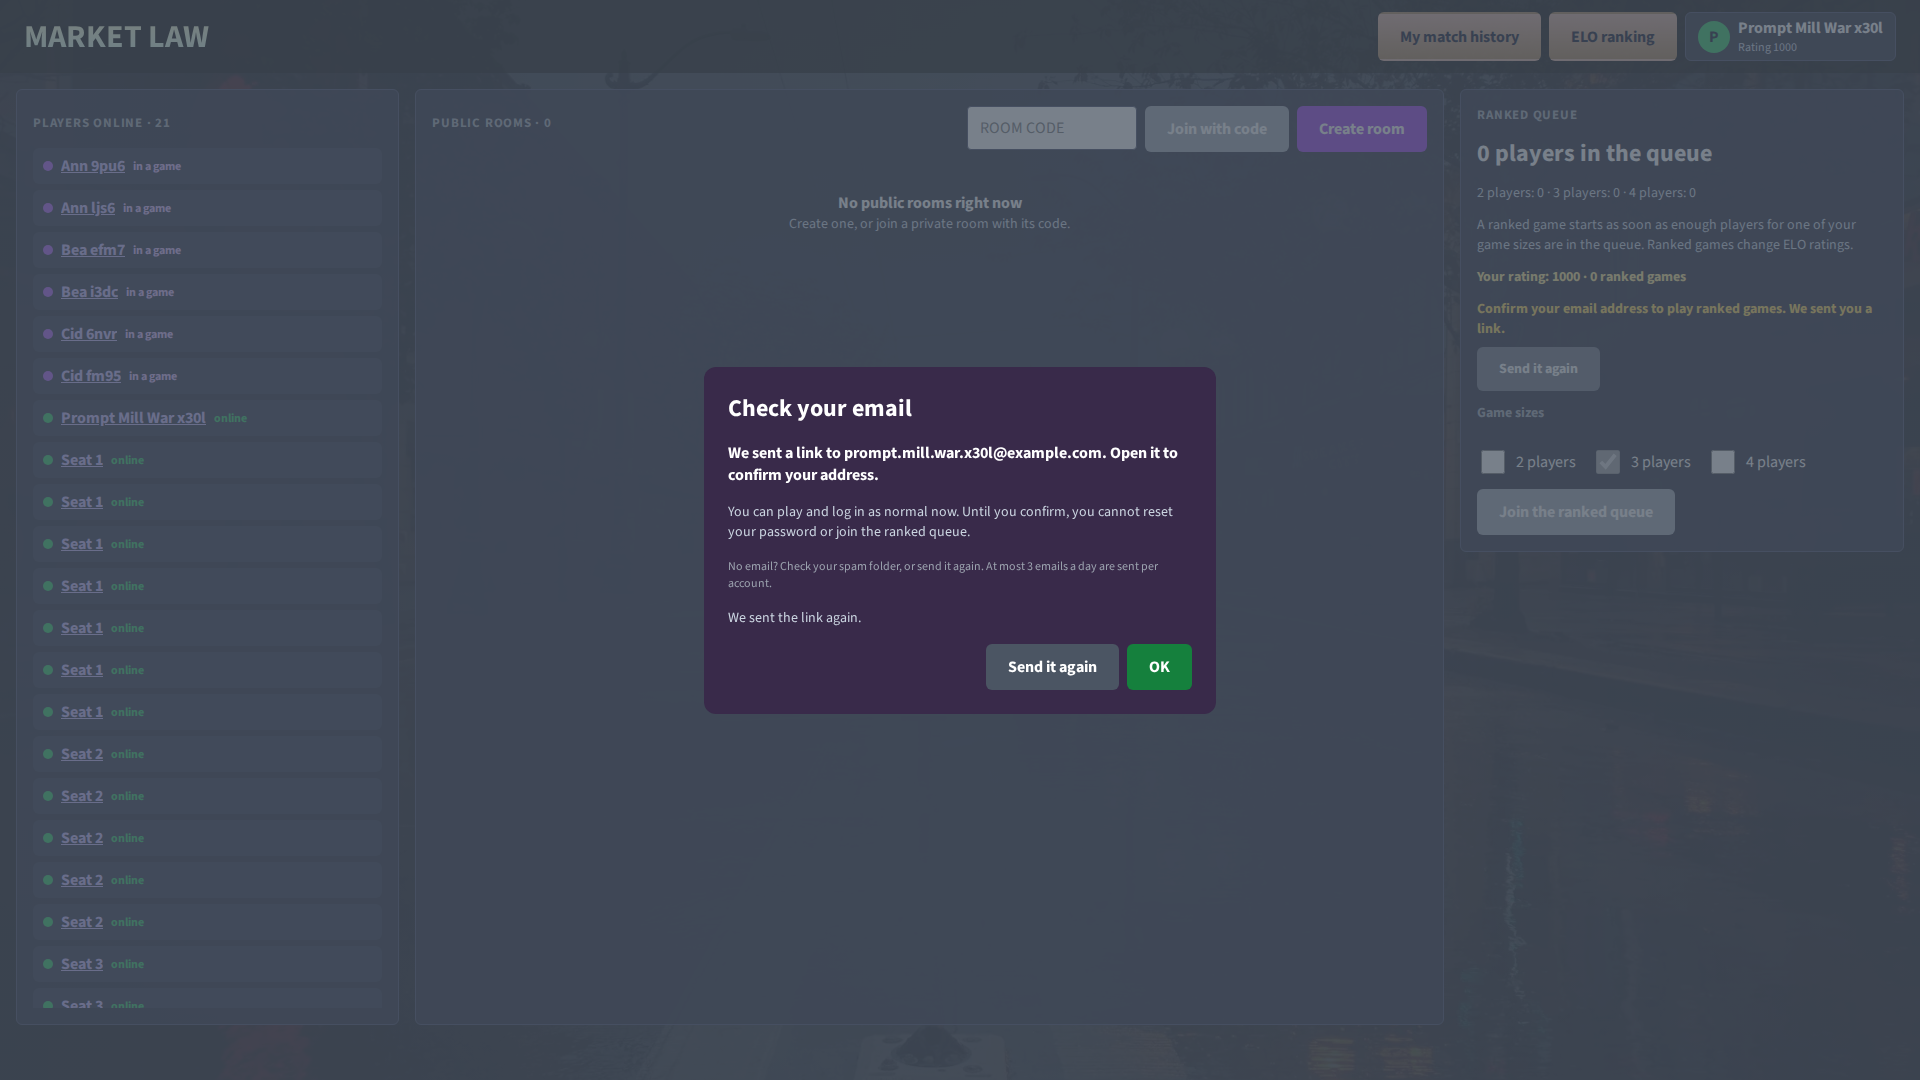 MARKET LAW
My match history
ELO ranking
P
Prompt Mill War x30l
Rating 1000
PLAYERS ONLINE · 21
Ann 9pu6 in a game
Ann ljs6 in a game
Bea efm7 in a game
Bea i3dc in a game
Cid 6nvr in a game
Cid fm95 in a game
Prompt Mill War x30l online
Seat 1 online
Seat 1 online
Seat 1 online
Seat 1 online
Seat 1 online
Seat 1 online
Seat 1 online
Seat 2 online
Seat 2 online
Seat 2 online
Seat 2 online
Seat 2 online
Seat 3 online
Seat 3 online
PUBLIC ROOMS · 0
ROOM CODE
Join with code
Create room
No public rooms right now
Create one, or join a private room with its code.
Check your email
We sent a link to prompt.mill.war.x30l@example.com. Open it to
confirm your address.
You can play and log in as normal now. Until you confirm, you cannot reset
your password or join the ranked queue.
No email? Check your spam folder, or send it again. At most 3 emails a day are sent per
account.
We sent the link again.
Send it again
OK
RANKED QUEUE
0 players in the queue
2 players: 0 · 3 players: 0 · 4 players: 0
A ranked game starts as soon as enough players for one of your
game sizes are in the queue. Ranked games change ELO ratings.
Your rating: 1000 · 0 ranked games
Confirm your email address to play ranked games. We sent you a
link.
Send it again
Game sizes
2 players
3 players
4 players
Join the ranked queue